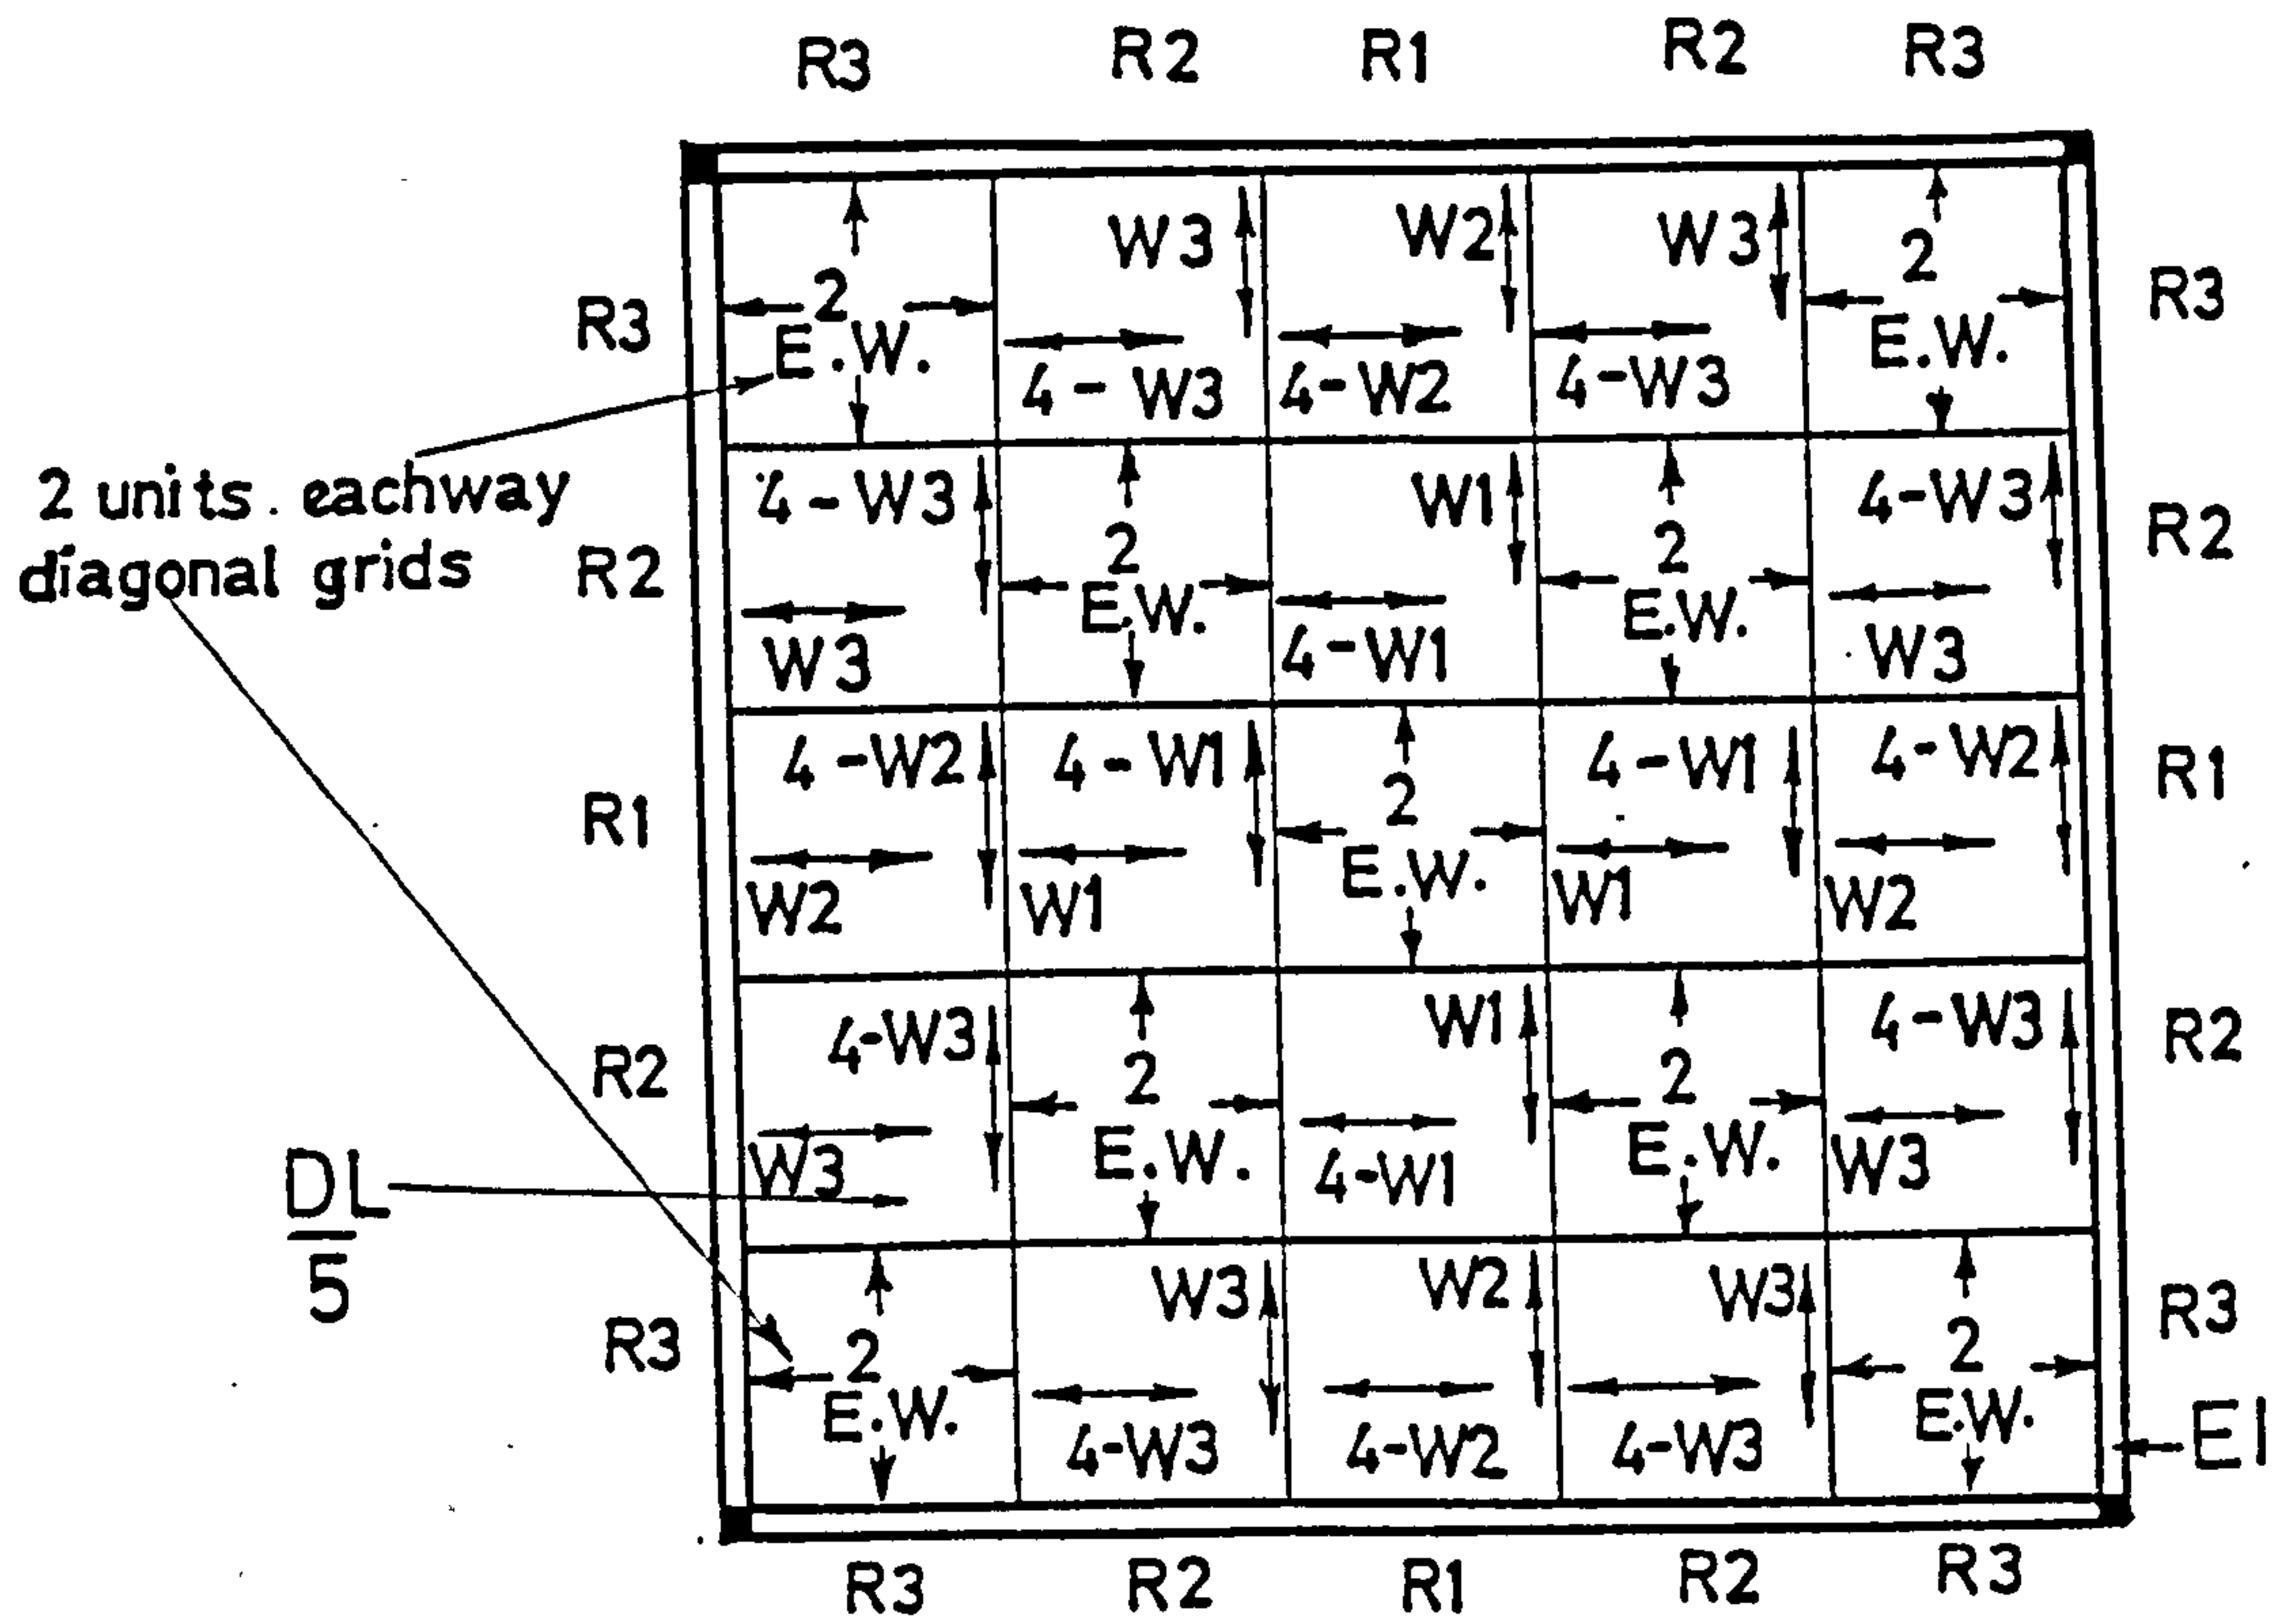 R3 R2 R1 R2 R3
W3 W2 W3 2
R3 2 R3
E.W. E.W.
4-W3 4-W2 4-W3
2 units. eachway
diagonal grids
4-W3 W1 4-W3
R2 2 2 R2
E.W. E.W.
W3 4-W1 W3
4-W2 4-W1 4-W1 4-W2
R1 2 R1
E.W.
W2 W1 W1 W2
4-W3 W1 4-W3
R2 2 2 R2
E.W. E.W.
W3 4-W1 W3
DL
5
W3 W2 W3
R3 2 2 R3
E.W. E.W.
4-W3 4-W2 4-W3 EI
R3 R2 R1 R2 R3